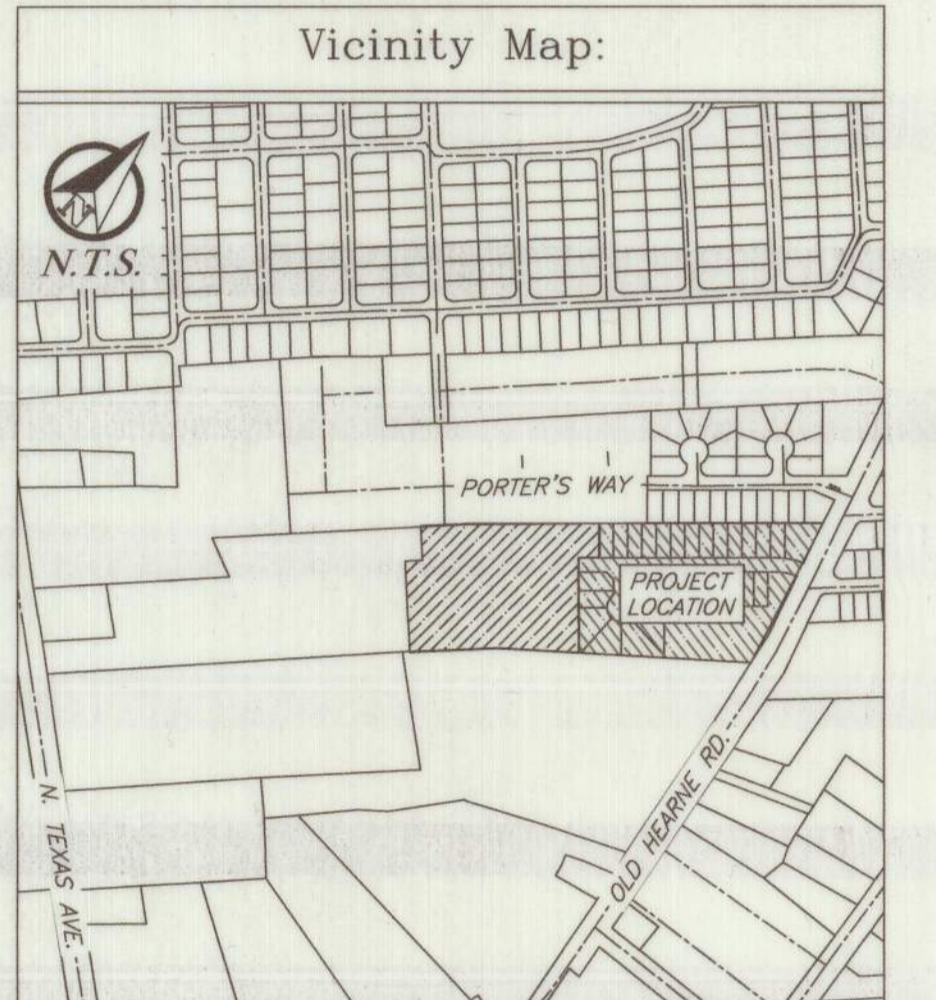 Vicinity Map:
N
N.T.S.
PORTER'S WAY
PROJECT
LOCATION
OLD HEARNE RD.
N. TEXAS AVE.